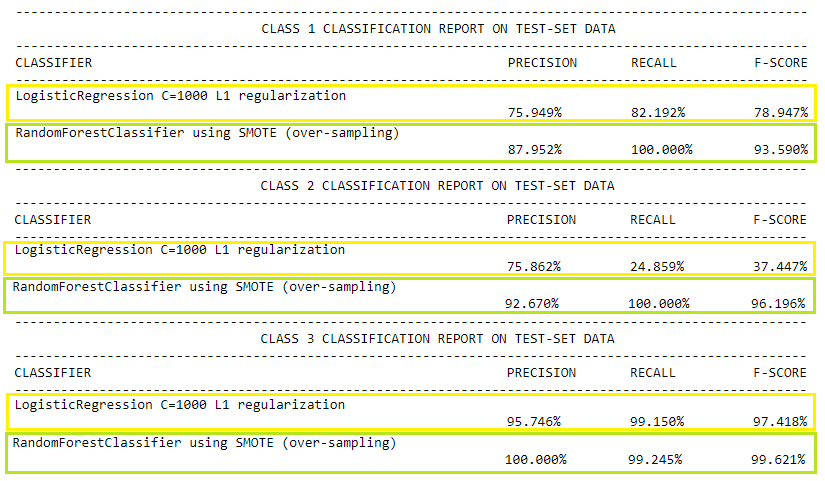 --------------------------------------------------------------------------------------------------------
CLASS 1 CLASSIFICATION REPORT ON TEST-SET DATA
--------------------------------------------------------------------------------------------------------
CLASSIFIER PRECISION RECALL F-SCORE
--------------------------------------------------------------------------------------------------------
LogisticRegression C=1000 L1 regularization
75.949% 82.192% 78.947%
RandomForestClassifier using SMOTE (over-sampling)
87.952% 100.000% 93.590%
--------------------------------------------------------------------------------------------------------
CLASS 2 CLASSIFICATION REPORT ON TEST-SET DATA
--------------------------------------------------------------------------------------------------------
CLASSIFIER PRECISION RECALL F-SCORE
--------------------------------------------------------------------------------------------------------
LogisticRegression C=1000 L1 regularization
75.862% 24.859% 37.447%
RandomForestClassifier using SMOTE (over-sampling)
92.670% 100.000% 96.196%
--------------------------------------------------------------------------------------------------------
CLASS 3 CLASSIFICATION REPORT ON TEST-SET DATA
--------------------------------------------------------------------------------------------------------
CLASSIFIER PRECISION RECALL F-SCORE
--------------------------------------------------------------------------------------------------------
LogisticRegression C=1000 L1 regularization
95.746% 99.150% 97.418%
RandomForestClassifier using SMOTE (over-sampling)
100.000% 99.245% 99.621%